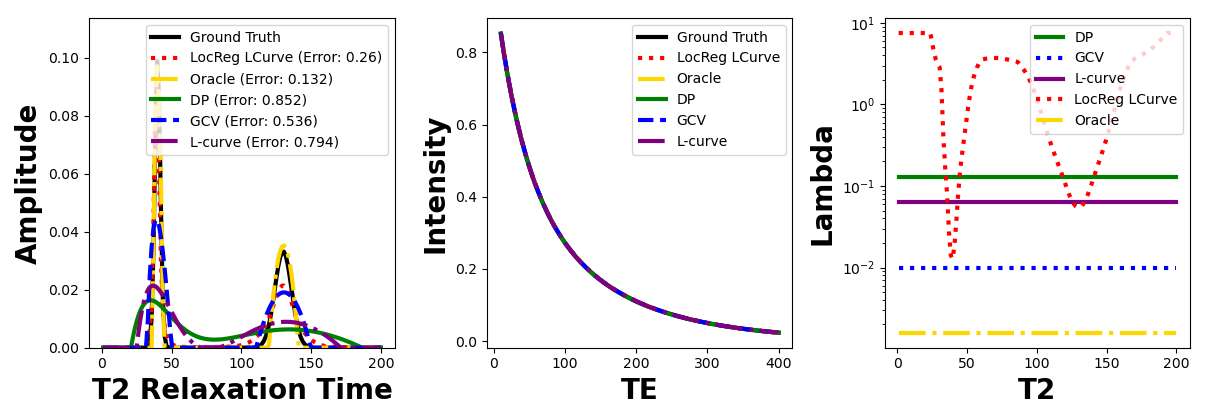 Amplitude
0.10
0.08
0.06
0.04
0.02
0.00
0
50
100
150
200
T2 Relaxation Time
Ground Truth
LocReg LCurve (Error: 0.26)
Oracle (Error: 0.132)
DP (Error: 0.852)
GCV (Error: 0.536)
L-curve (Error: 0.794)
Intensity
0.8
0.6
0.4
0.2
0.0
0
100
200
300
400
TE
Ground Truth
LocReg LCurve
Oracle
DP
GCV
L-curve
Lambda
10¹
10⁰
10⁻¹
10⁻²
0
50
100
150
200
T2
DP
GCV
L-curve
LocReg LCurve
Oracle